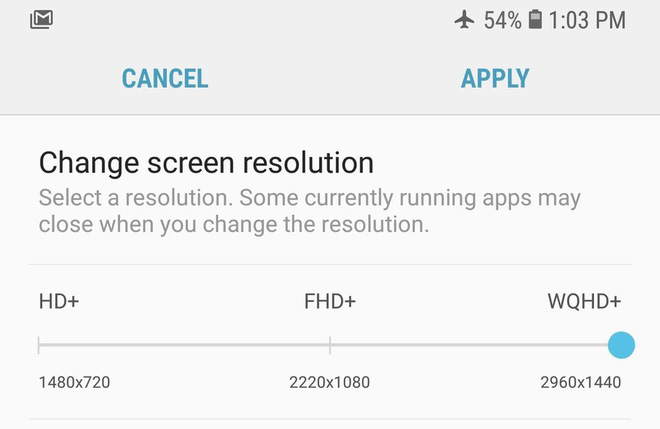 54% 1:03 PM
CANCEL APPLY
Change screen resolution
Select a resolution. Some currently running apps may
close when you change the resolution.
HD+ FHD+ WQHD+
1480x720 2220x1080 2960x1440